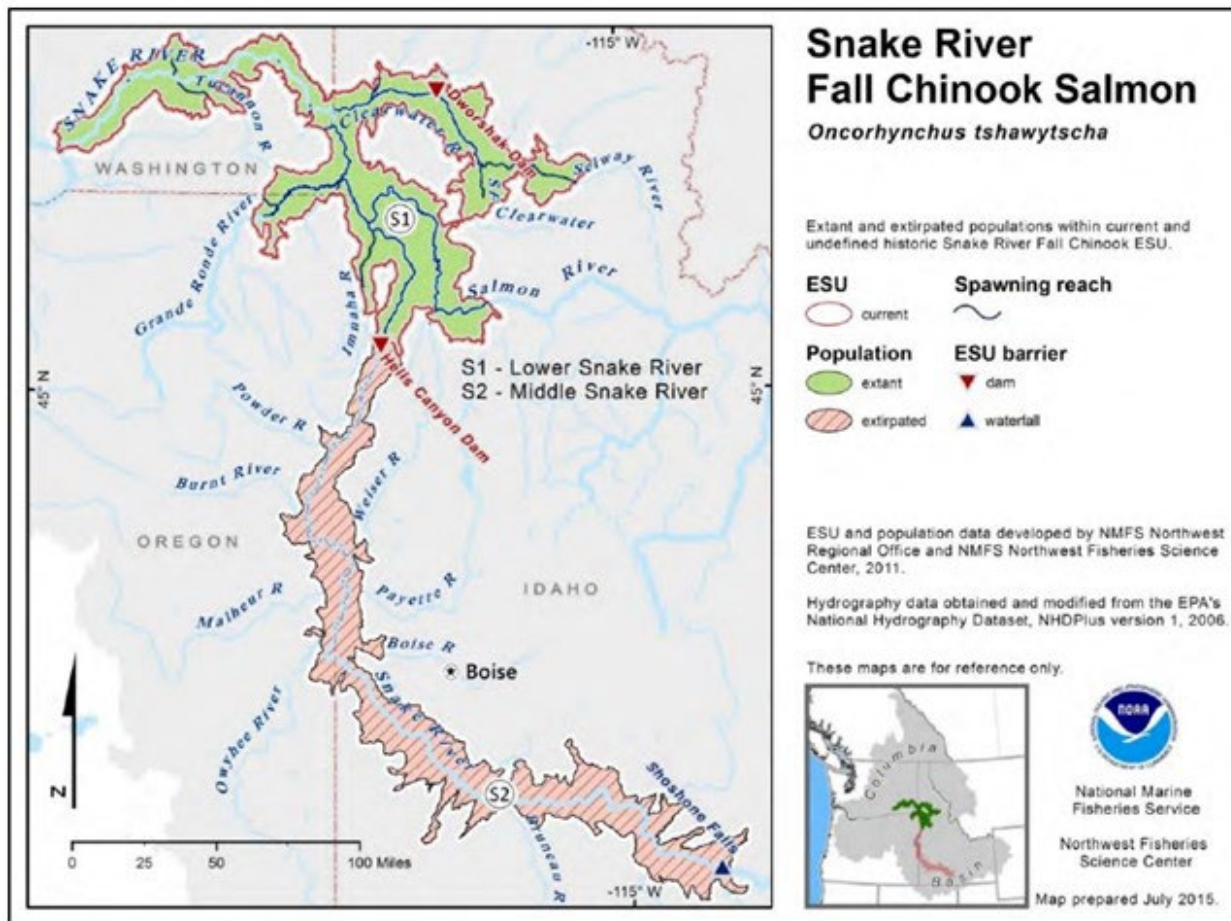 Snake River
Fall Chinook Salmon
Oncorhynchus tshawytscha
Extant and extirpated populations within current and
undefined historic Snake River Fall Chinook ESU.
ESU
current
Spawning reach
Population
extant
extirpated
ESU barrier
dam
waterfall
ESU and population data developed by NMFS Northwest
Regional Office and NMFS Northwest Fisheries Science
Center, 2011.
Hydrography data obtained and modified from the EPA's
National Hydrography Dataset, NHDPlus version 1, 2006.
These maps are for reference only.
Columbia
Basin
NOAA
National Marine
Fisheries Service
Northwest Fisheries
Science Center
Map prepared July 2015.
-115° W
SNAKE RIVER
Tucannon R
Clearwater R
Dworshak Dam
WASHINGTON
Selway
River
SF
Clearwater
S1
Grande Ronde River
Imnaha R
Salmon
River
S1 - Lower Snake River
S2 - Middle Snake River
45° N
45° N
Hells Canyon Dam
Powder R
Burnt River
Weiser R
OREGON
IDAHO
Malheur R
Payette R
Boise R
Boise
Snake River
Owyhee River
S2
Shoshone Falls
Bruneau R
N
0 25 50 100 Miles
-115° W